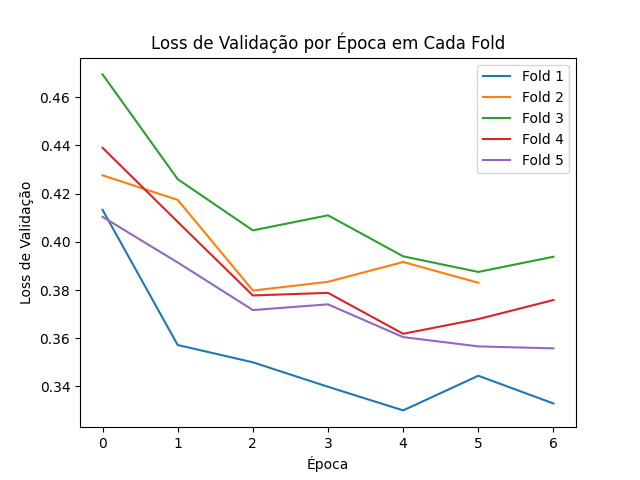 Loss de Validação por Época em Cada Fold
Fold 1
Fold 2
Fold 3
Fold 4
Fold 5
Loss de Validação
0.46
0.44
0.42
0.40
0.38
0.36
0.34
0 1 2 3 4 5 6
Época